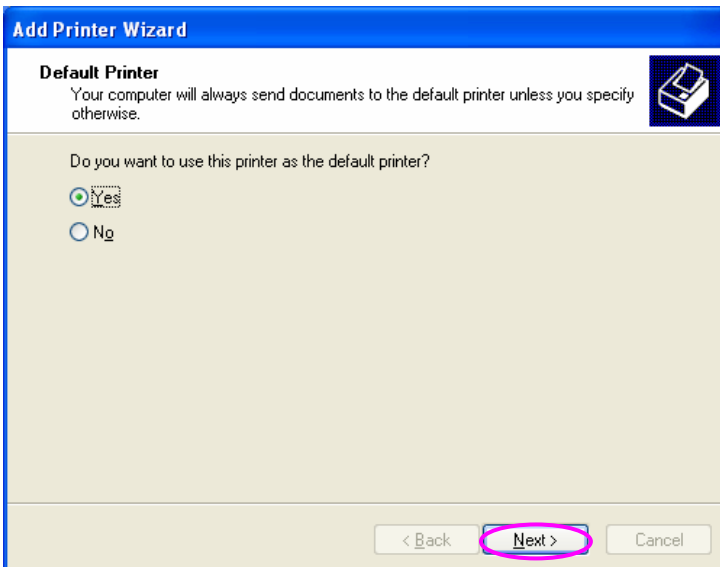 Add Printer Wizard
Default Printer
Your computer will always send documents to the default printer unless you specify
otherwise.
Do you want to use this printer as the default printer?
Yes
No
< Back
Next >
Cancel